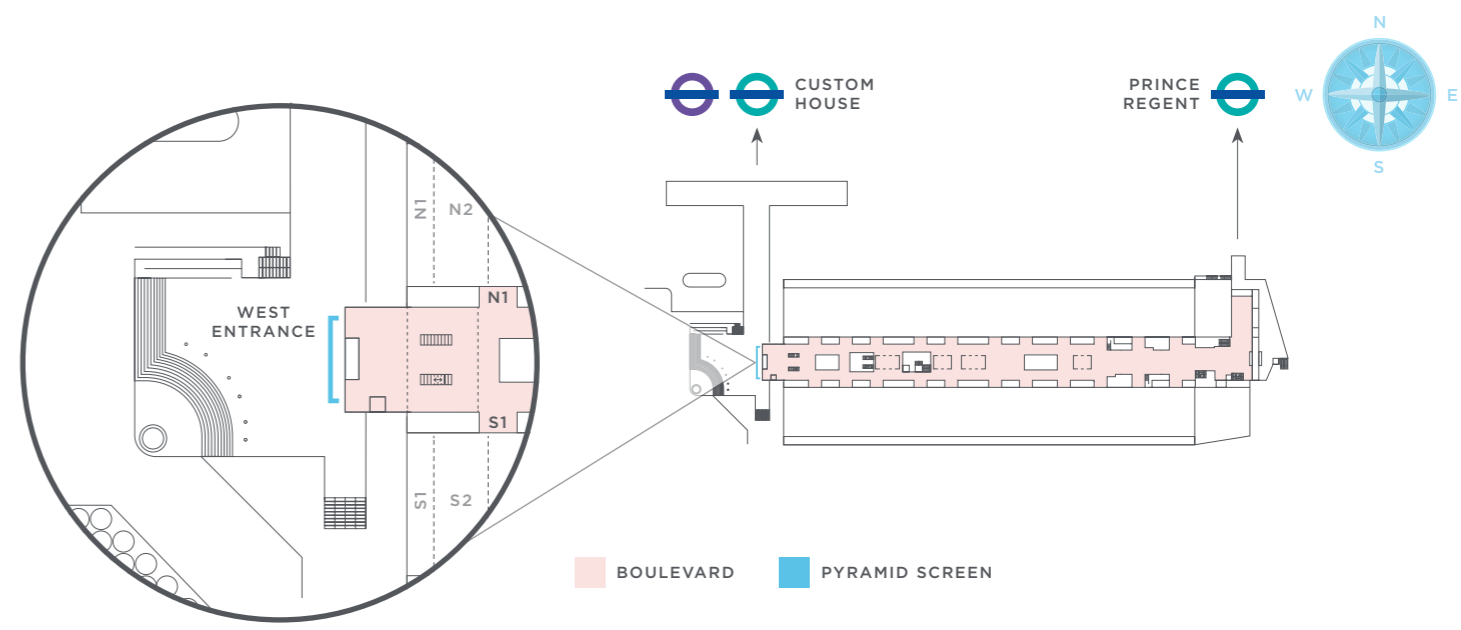 N
W
E
S
CUSTOM
HOUSE
PRINCE
REGENT
N1
N2
WEST
ENTRANCE
N1
S1
S1
S2
BOULEVARD
PYRAMID SCREEN